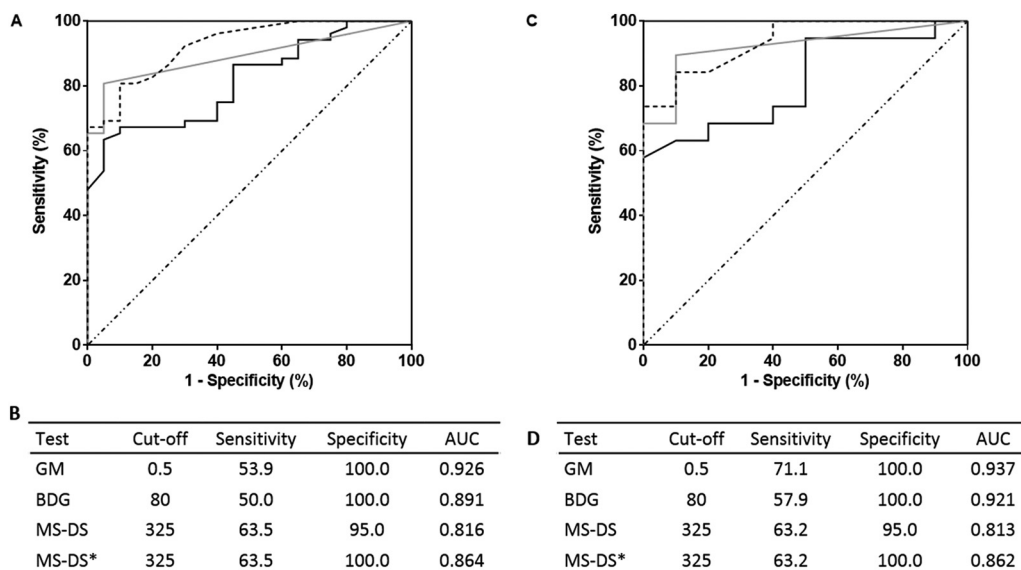 A
100
80
60
40
20
0
Sensitivity (%)
0 20 40 60 80 100
1 - Specificity (%)
C
100
80
60
40
20
0
Sensitivity (%)
0 20 40 60 80 100
1 - Specificity (%)
B
Test Cut-off Sensitivity Specificity AUC
GM 0.5 53.9 100.0 0.926
BDG 80 50.0 100.0 0.891
MS-DS 325 63.5 95.0 0.816
MS-DS* 325 63.5 100.0 0.864
D
Test Cut-off Sensitivity Specificity AUC
GM 0.5 71.1 100.0 0.937
BDG 80 57.9 100.0 0.921
MS-DS 325 63.2 95.0 0.813
MS-DS* 325 63.2 100.0 0.862